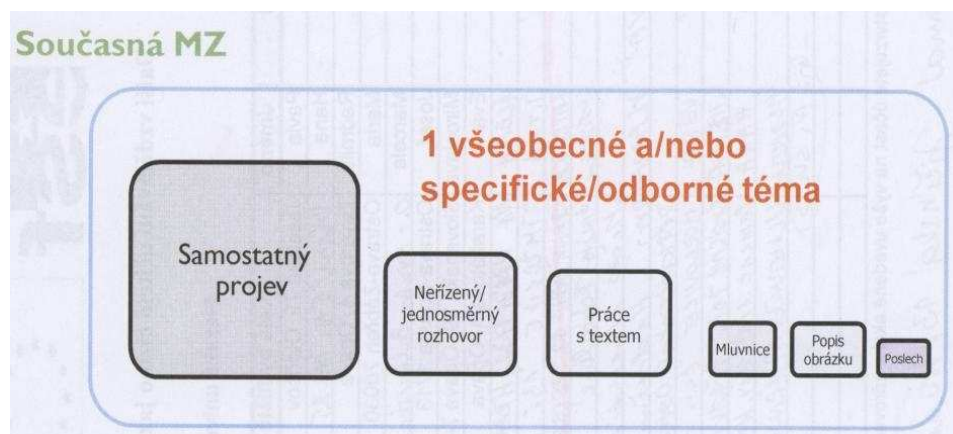 Současná MZ
1 všeobecné a/nebo
specifické/odborné téma
Samostatný
projev
Neřízený/
jednosměrný
rozhovor
Práce
s textem
Mluvnice
Popis
obrázku
Poslech